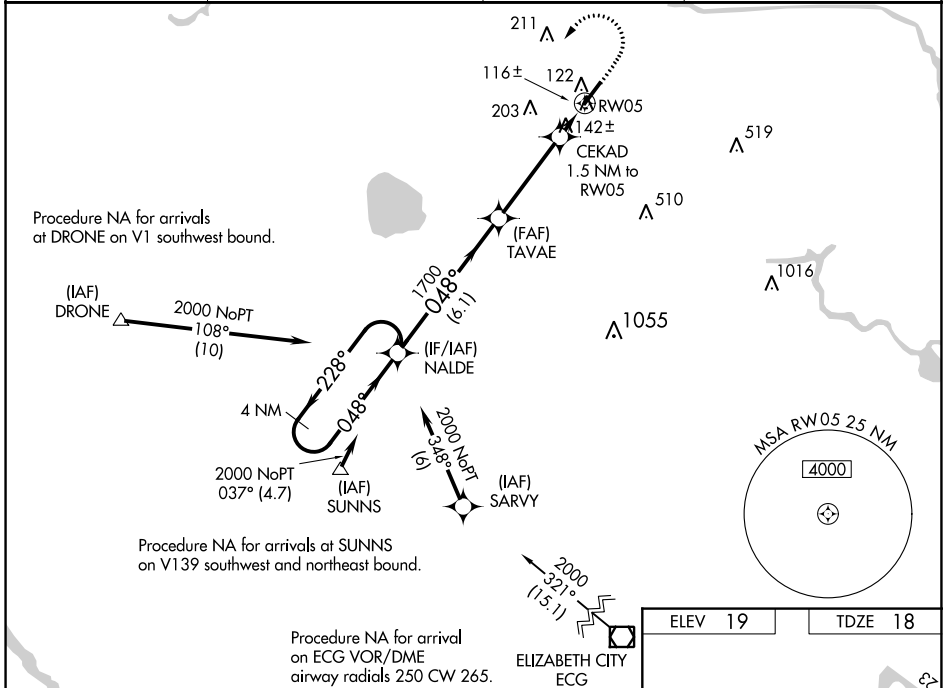 211
116±
122
RW05
203
142±
CEKAD
1.5 NM to
RW05
519
510
Procedure NA for arrivals
at DRONE on V1 southwest bound.
(FAF)
TAVAE
1016
(IAF)
DRONE
2000 NoPT
108°
(10)
1700
048°
(6.1)
1055
(IF/IAF)
NALDE
228°
048°
4 NM
2000 NoPT
037° (4.7)
(IAF)
SUNNS
2000 NoPT
348°
(6)
(IAF)
SARVY
MSA RW05 25 NM
4000
Procedure NA for arrivals at SUNNS
on V139 southwest and northeast bound.
2000
321°
(15.1)
Procedure NA for arrival
on ECG VOR/DME
airway radials 250 CW 265.
ELIZABETH CITY
ECG
ELEV 19
TDZE 18
23